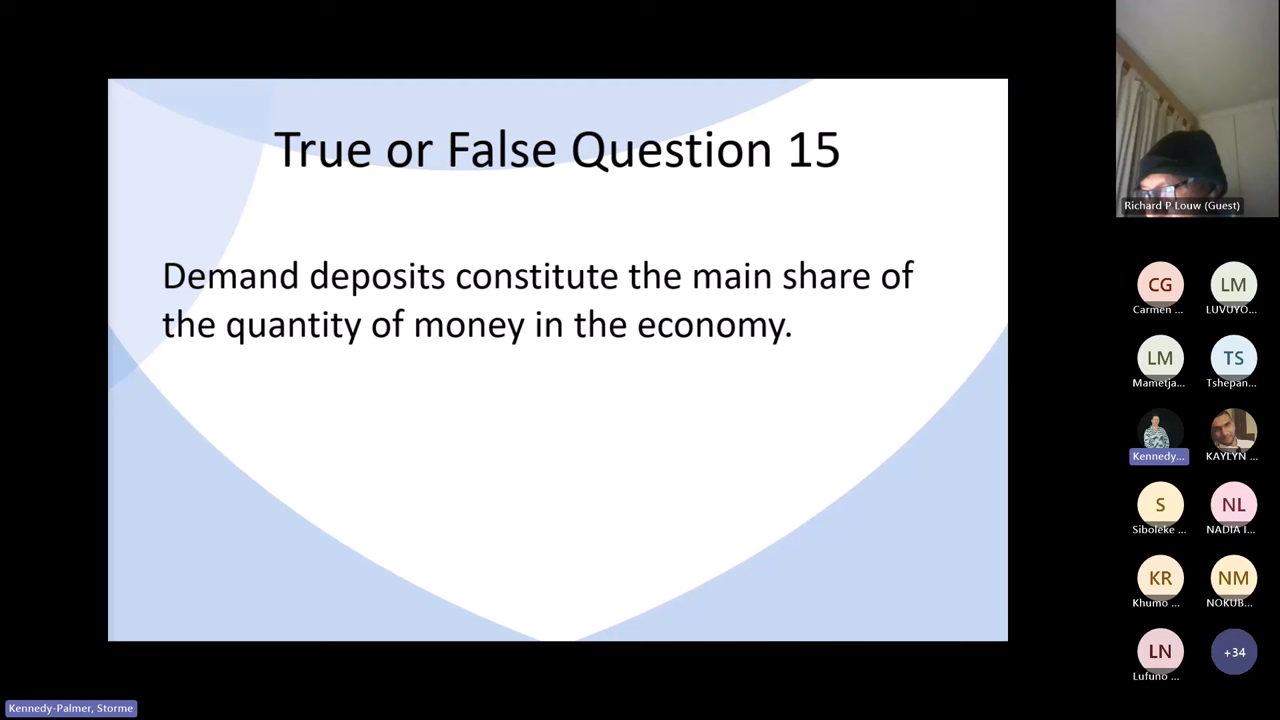 True or False Question 15
Demand deposits constitute the main share of
the quantity of money in the economy.
Richard P Louw (Guest)
CG
LM
Carmen ...
LUVUYO...
LM
TS
Mametja...
Tshepan...
Kennedy...
KAYLYN ...
S
NL
Siboleke ...
NADIA I...
KR
NM
Khumo ...
NOKUB...
LN
+34
Lufuno ...
Kennedy-Palmer, Storme